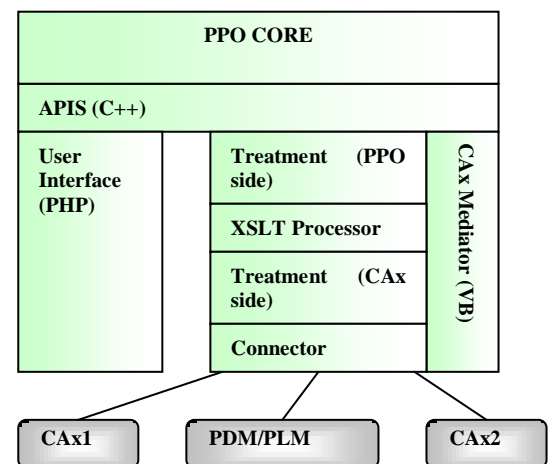 PPO CORE
APIS (C++)
User
Interface
(PHP)
Treatment (PPO
side)
XSLT Processor
Treatment (CAx
side)
Connector
CAx Mediator (VB)
CAx1
PDM/PLM
CAx2